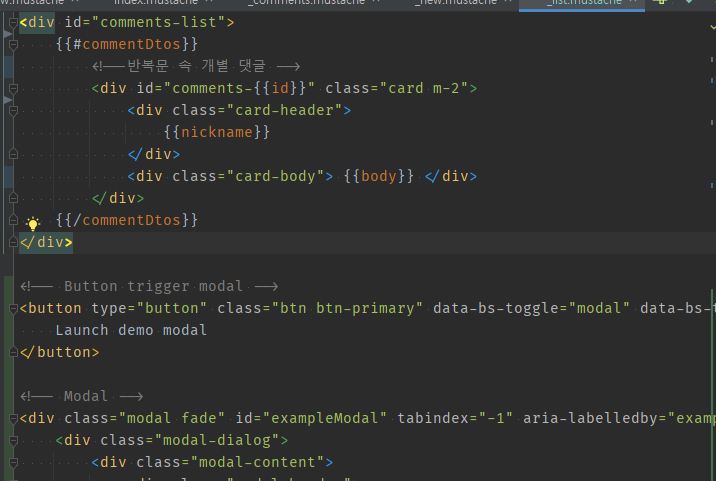 index.mustache
_comments.mustache
_new.mustache
_list.mustache
<div id="comments-list">
{{#commentDtos}}
<!-- 반복문 속 개별 댓글 -->
<div id="comments-{{id}}" class="card m-2">
<div class="card-header">
{{nickname}}
</div>
<div class="card-body"> {{body}} </div>
</div>
{{/commentDtos}}
</div>
<!-- Button trigger modal -->
<button type="button" class="btn btn-primary" data-bs-toggle="modal" data-bs-t
Launch demo modal
</button>
<!-- Modal -->
<div class="modal fade" id="exampleModal" tabindex="-1" aria-labelledby="examp
<div class="modal-dialog">
<div class="modal-content">